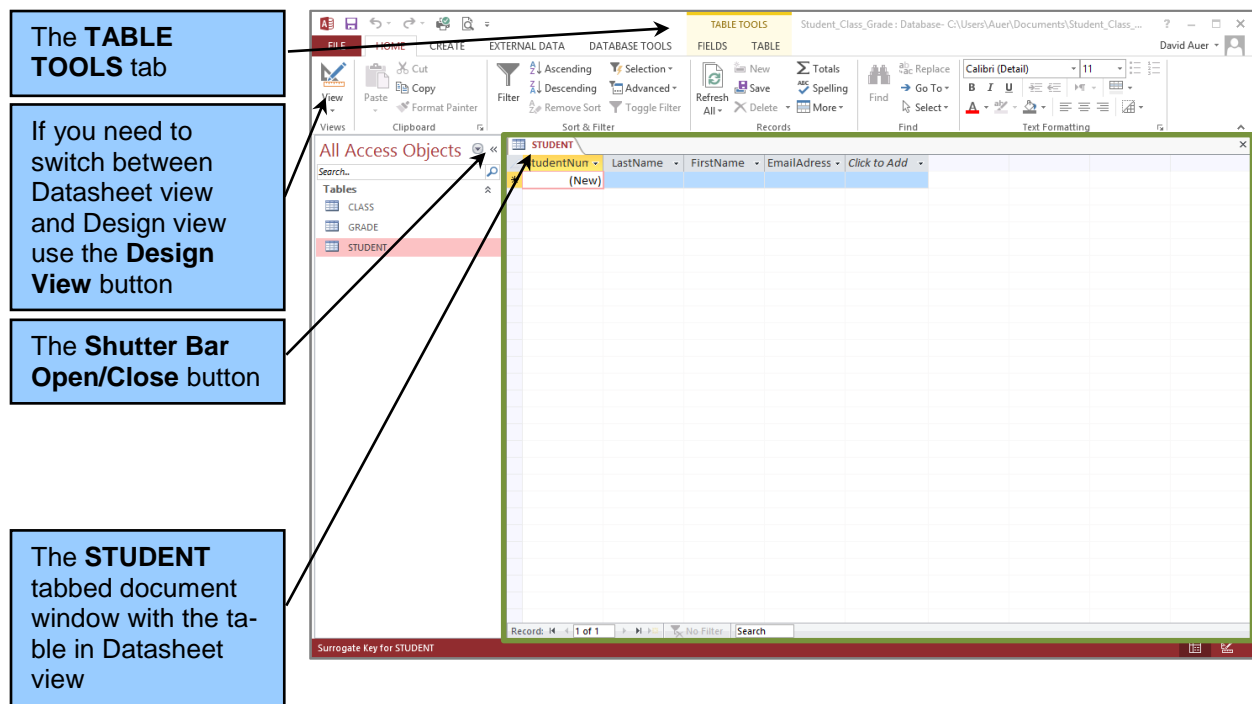 The TABLE
TOOLS tab
If you need to
switch between
Datasheet view
and Design view
use the Design
View button
The Shutter Bar
Open/Close button
The STUDENT
tabbed document
window with the ta-
ble in Datasheet
view
TABLE TOOLS Student_Class_Grade : Database- C:\Users\Auer\Documents\Student_Class_... ?
FILE HOME CREATE EXTERNAL DATA DATABASE TOOLS FIELDS TABLE David Auer
View
Paste
Cut
Copy
Format Painter
Filter
Ascending
Descending
Remove Sort
Selection
Advanced
Toggle Filter
Refresh
All
New
Save
Delete
Totals
Spelling
More
Find
Replace
Go To
Select
Calibri (Detail) 11
B I U
A
Views Clipboard Sort & Filter Records Find Text Formatting
All Access Objects «
Search..
Tables
CLASS
GRADE
STUDENT
STUDENT
StudentNum LastName FirstName EmailAdress Click to Add
* (New)
Record: 1 of 1 No Filter Search
Surrogate Key for STUDENT